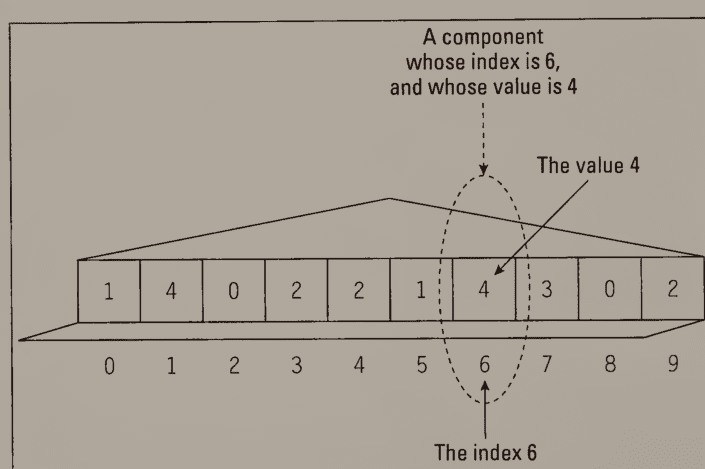 A component
whose index is 6,
and whose value is 4
The value 4
1 4 0 2 2 1 4 3 0 2
0 1 2 3 4 5 6 7 8 9
The index 6